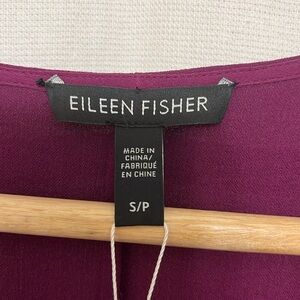 EILEEN FISHER
MADE IN
CHINA/
FABRIQUÉ
EN CHINE
S/P